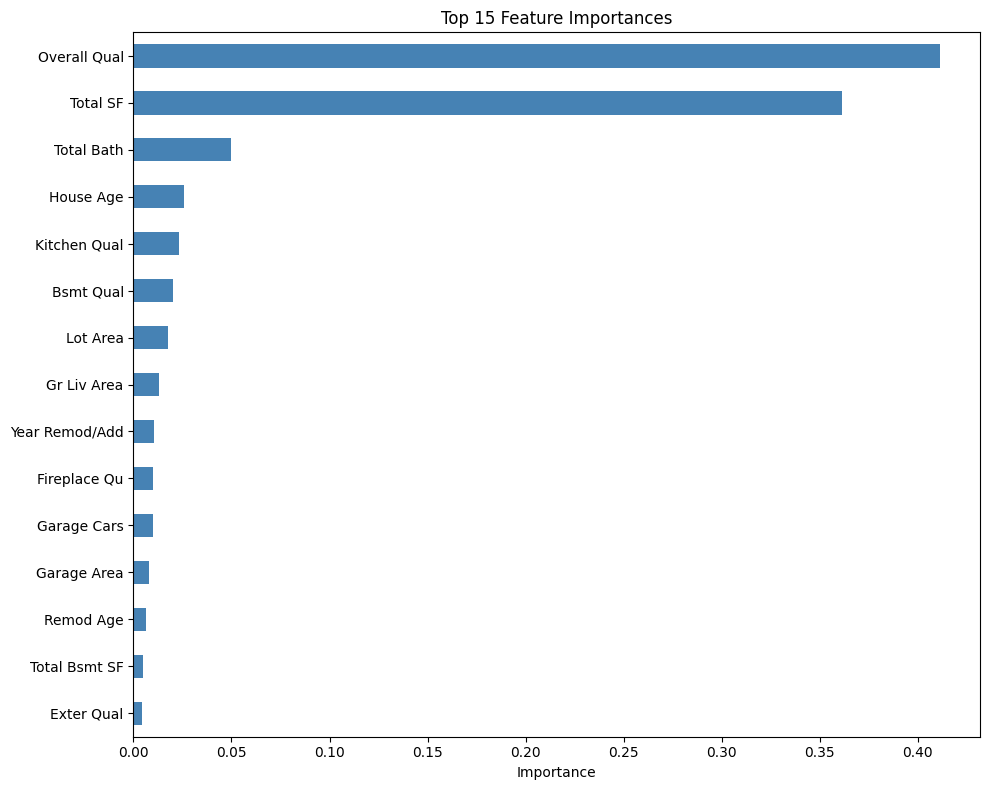 Top 15 Feature Importances
Overall Qual
Total SF
Total Bath
House Age
Kitchen Qual
Bsmt Qual
Lot Area
Gr Liv Area
Year Remod/Add
Fireplace Qu
Garage Cars
Garage Area
Remod Age
Total Bsmt SF
Exter Qual
0.00 0.05 0.10 0.15 0.20 0.25 0.30 0.35 0.40
Importance